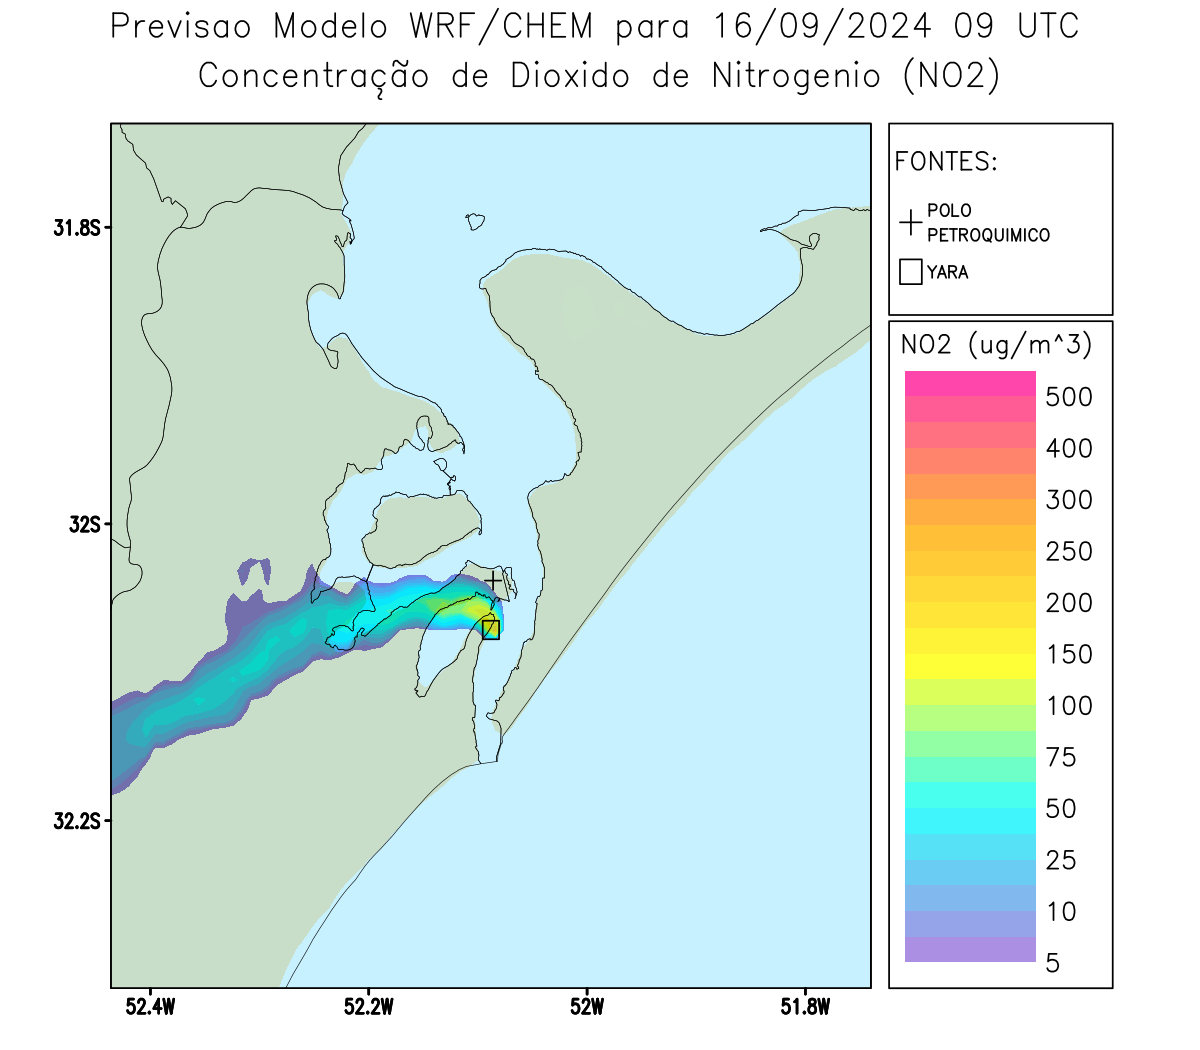 Previsao Modelo WRF/CHEM para 16/09/2024 09 UTC
Concentração de Dioxido de Nitrogenio (NO2)
FONTES:
POLO
PETROQUIMICO
YARA
NO2 (ug/m^3)
500
400
300
250
200
150
100
75
50
25
10
5
31.8S
32S
32.2S
52.4W
52.2W
52W
51.8W